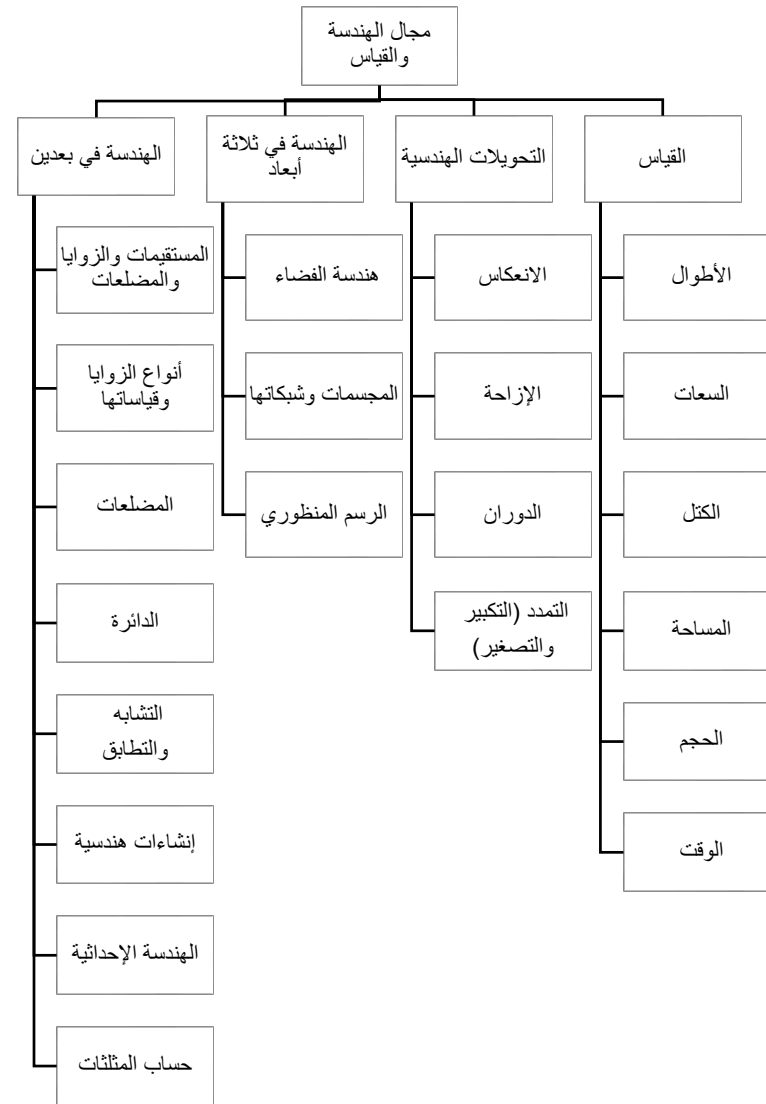 مجال الهندسة
والقياس
القياس
الأطوال
السعات
الكتل
المساحة
الحجم
الوقت
التحويلات الهندسية
الانعكاس
الإزاحة
الدوران
التمدد (التكبير
والتصغير)
الهندسة في ثلاثة
أبعاد
هندسة الفضاء
المجسمات وشبكاتها
الرسم المنظوري
الهندسة في بعدين
المستقيمات والزوايا
والمضلعات
أنواع الزوايا
وقياساتها
المضلعات
الدائرة
التشابه
والتطابق
إنشاءات هندسية
الهندسة الإحداثية
حساب المثلثات